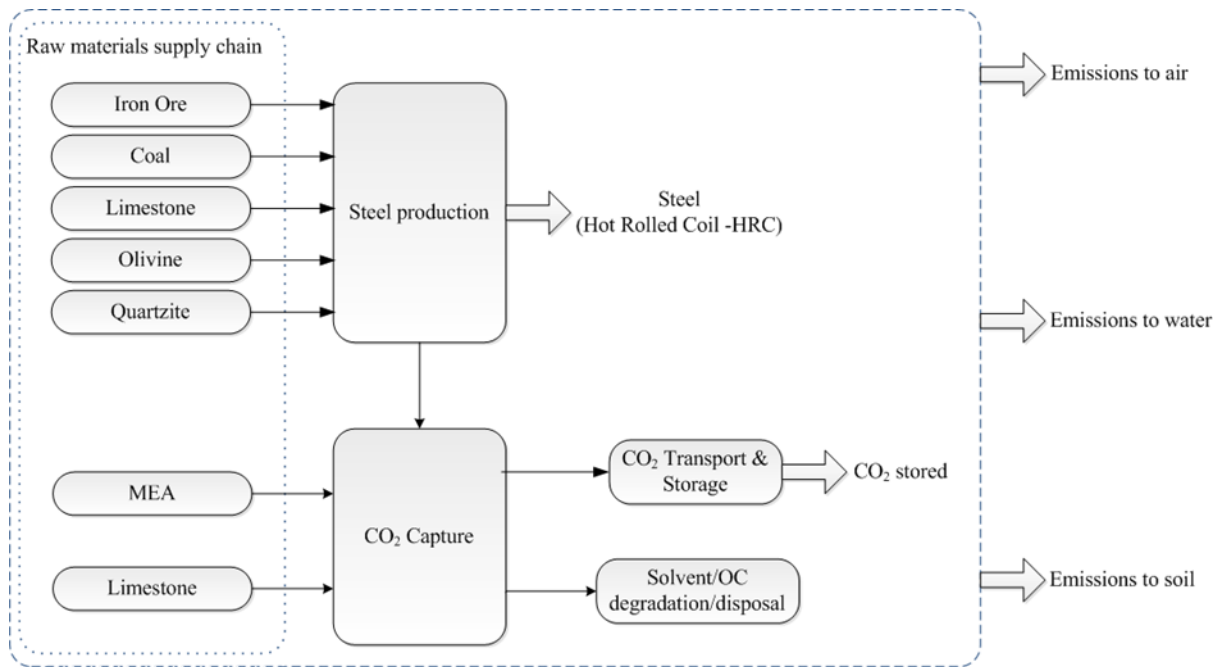 Raw materials supply chain
Iron Ore
Coal
Limestone
Olivine
Quartzite
Steel production
Steel
(Hot Rolled Coil -HRC)
MEA
Limestone
CO₂ Capture
CO₂ Transport &
Storage
CO₂ stored
Solvent/OC
degradation/disposal
Emissions to air
Emissions to water
Emissions to soil